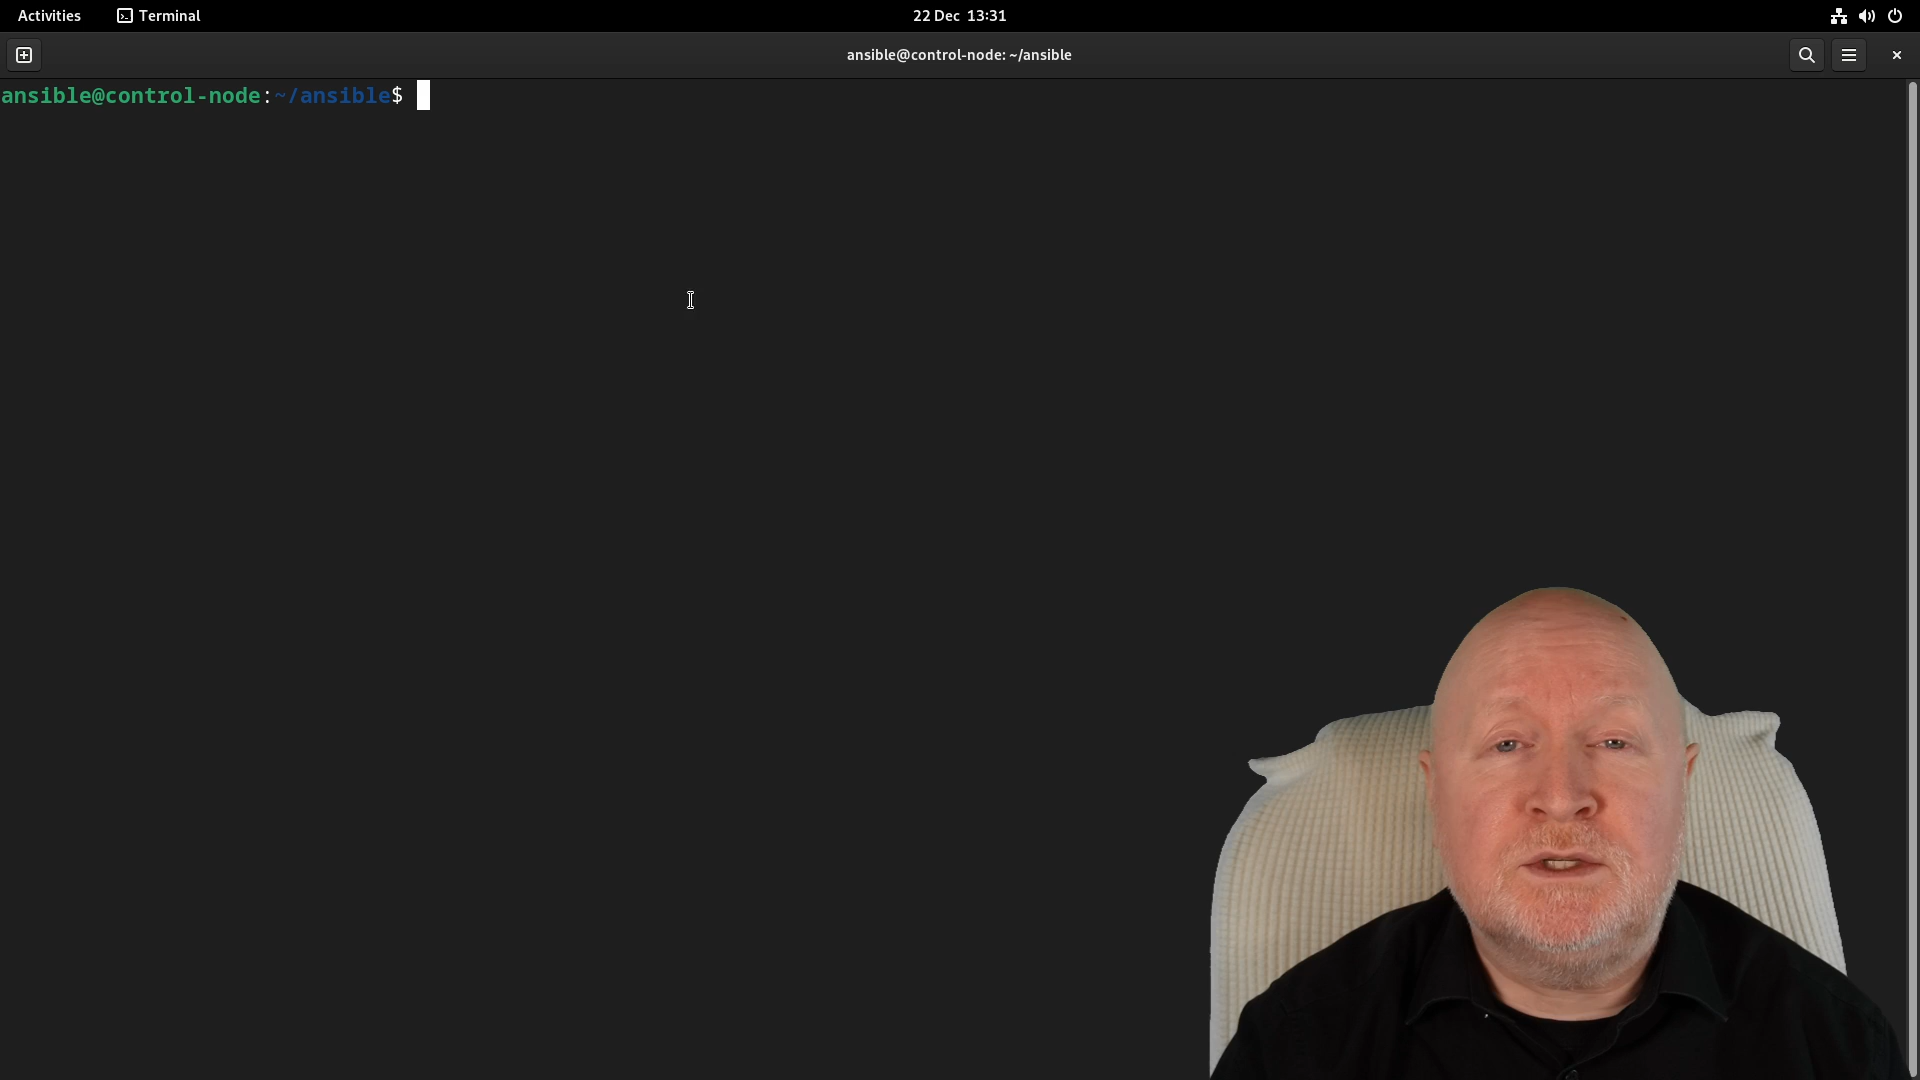 Activities
Terminal
22 Dec 13:31
ansible@control-node: ~/ansible
ansible@control-node:~/ansible$